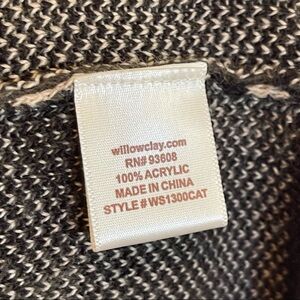 willowclay.com
RN# 93608
100% ACRYLIC
MADE IN CHINA
STYLE # WS1300CAT